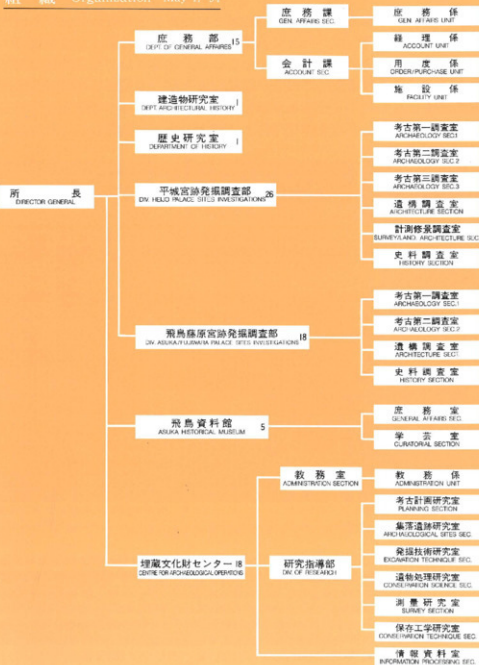 組 織 Organization
所 長
DIRECTOR GENERAL
庶 務 部 15
DEPT. OF GENERAL AFFAIRES
庶 務 課
GEN. AFFAIRS SEC.
庶 務 係
GEN. AFFAIRS UNIT
会 計 課
ACCOUNT SEC
経 理 係
ACCOUNT UNIT
用 度 係
ORDER/PURCHASE UNIT
施 設 係
FACILITY UNIT
建造物研究室 1
DEPT. ARCHITECTURAL HISTORY
歴史研究室 1
DEPARTMENT OF HISTORY
平城宮跡発掘調査部 26
DIV. HEIJO PALACE SITES INVESTIGATIONS
考古第一調査室
ARCHAEOLOGY SEC.1
考古第二調査室
ARCHAEOLOGY SEC.2
考古第三調査室
ARCHAEOLOGY SEC.3
遺 構 調 査 室
ARCHITECTURE SECTION
計測修景調査室
SURVEY/LAND. ARCHITECTURE SEC.
史 料 調 査 室
HISTORY SECTION
飛鳥藤原宮跡発掘調査部 18
DIV. ASUKA/FUJIWARA PALACE SITES INVESTIGATIONS
考古第一調査室
ARCHAEOLOGY SEC.1
考古第二調査室
ARCHAEOLOGY SEC.2
遺 構 調 査 室
ARCHITECTURE SECT.
史 料 調 査 室
HISTORY SECTION
飛 鳥 資 料 館 5
ASUKA HISTORICAL MUSEUM
庶 務 室
GENERAL AFFAIRS SEC.
学 芸 室
CURATORIAL SECTION
埋蔵文化財センター 18
CENTRE FOR ARCHAEOLOGICAL OPERATIONS
教 務 室
ADMINISTRATION SECTION
教 務 係
ADMINISTRATION UNIT
研究指導部
DIV. OF RESEARCH
考古計画研究室
PLANNING SECTION
集落遺跡研究室
ARCHAEOLOGICAL SITES SEC.
発掘技術研究室
EXCAVATION TECHNIQUE SEC.
遺物処理研究室
CONSERVATION SCIENCE SEC.
測 量 研 究 室
SURVEY SECTION
保存工学研究室
CONSERVATION TECHNIQUE SEC.
情 報 資 料 室
INFORMATION PROCESSING SEC.